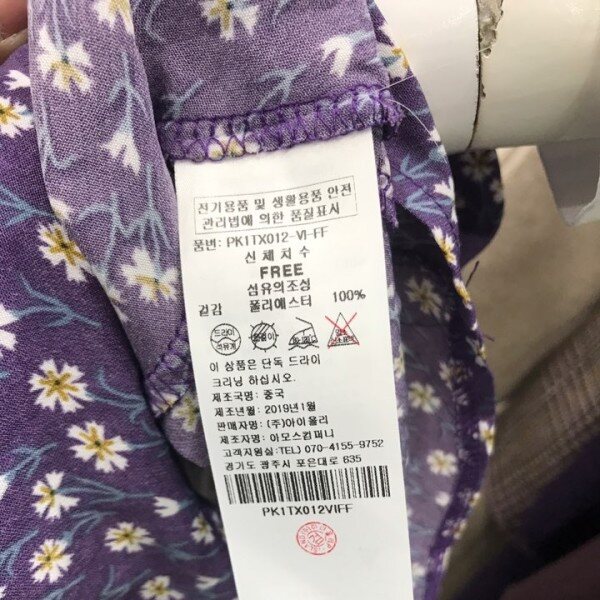 전기용품 및 생활용품 안전
관리법에 의한 품질표시
품번: PK1TX012-VI-FF
신체치수
FREE
섬유의조성
겉감 폴리에스터 100%
드라이
이 상품은 단독 드라이
크리닝 하십시오.
제조국명: 중국
제조년월: 2019년1월
판매자명: (주)아이올리
제조자명: 이모스컴퍼니
고객지원실:TEL) 070-4155-9752
경기도 광주시 포은대로 635
PK1TX012VIFF